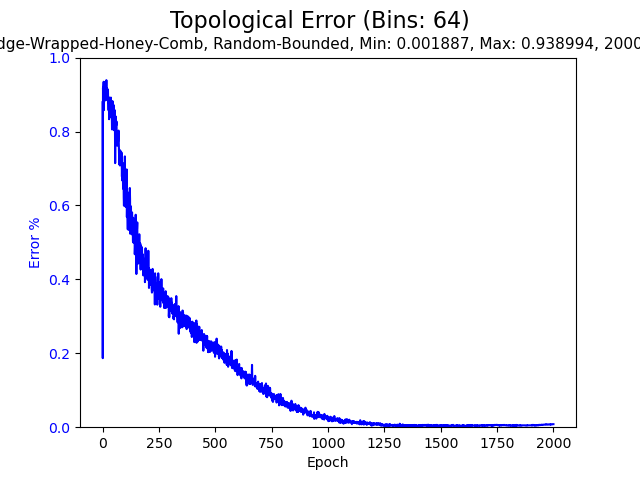 Topological Error (Bins: 64)
dge-Wrapped-Honey-Comb, Random-Bounded, Min: 0.001887, Max: 0.938994, 2000
1.0
0.8
0.6
0.4
0.2
0.0
Error %
0 250 500 750 1000 1250 1500 1750 2000
Epoch